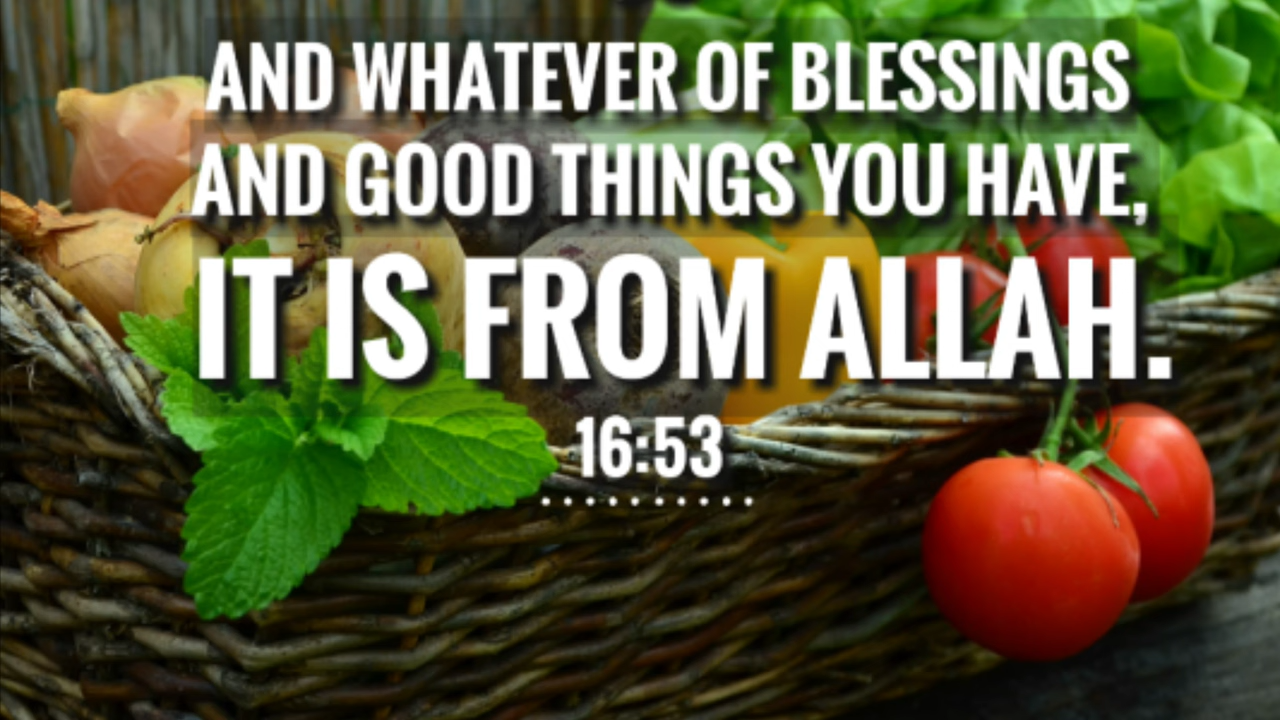 AND WHATEVER OF BLESSINGS
AND GOOD THINGS YOU HAVE,
IT IS FROM ALLAH.
16:53